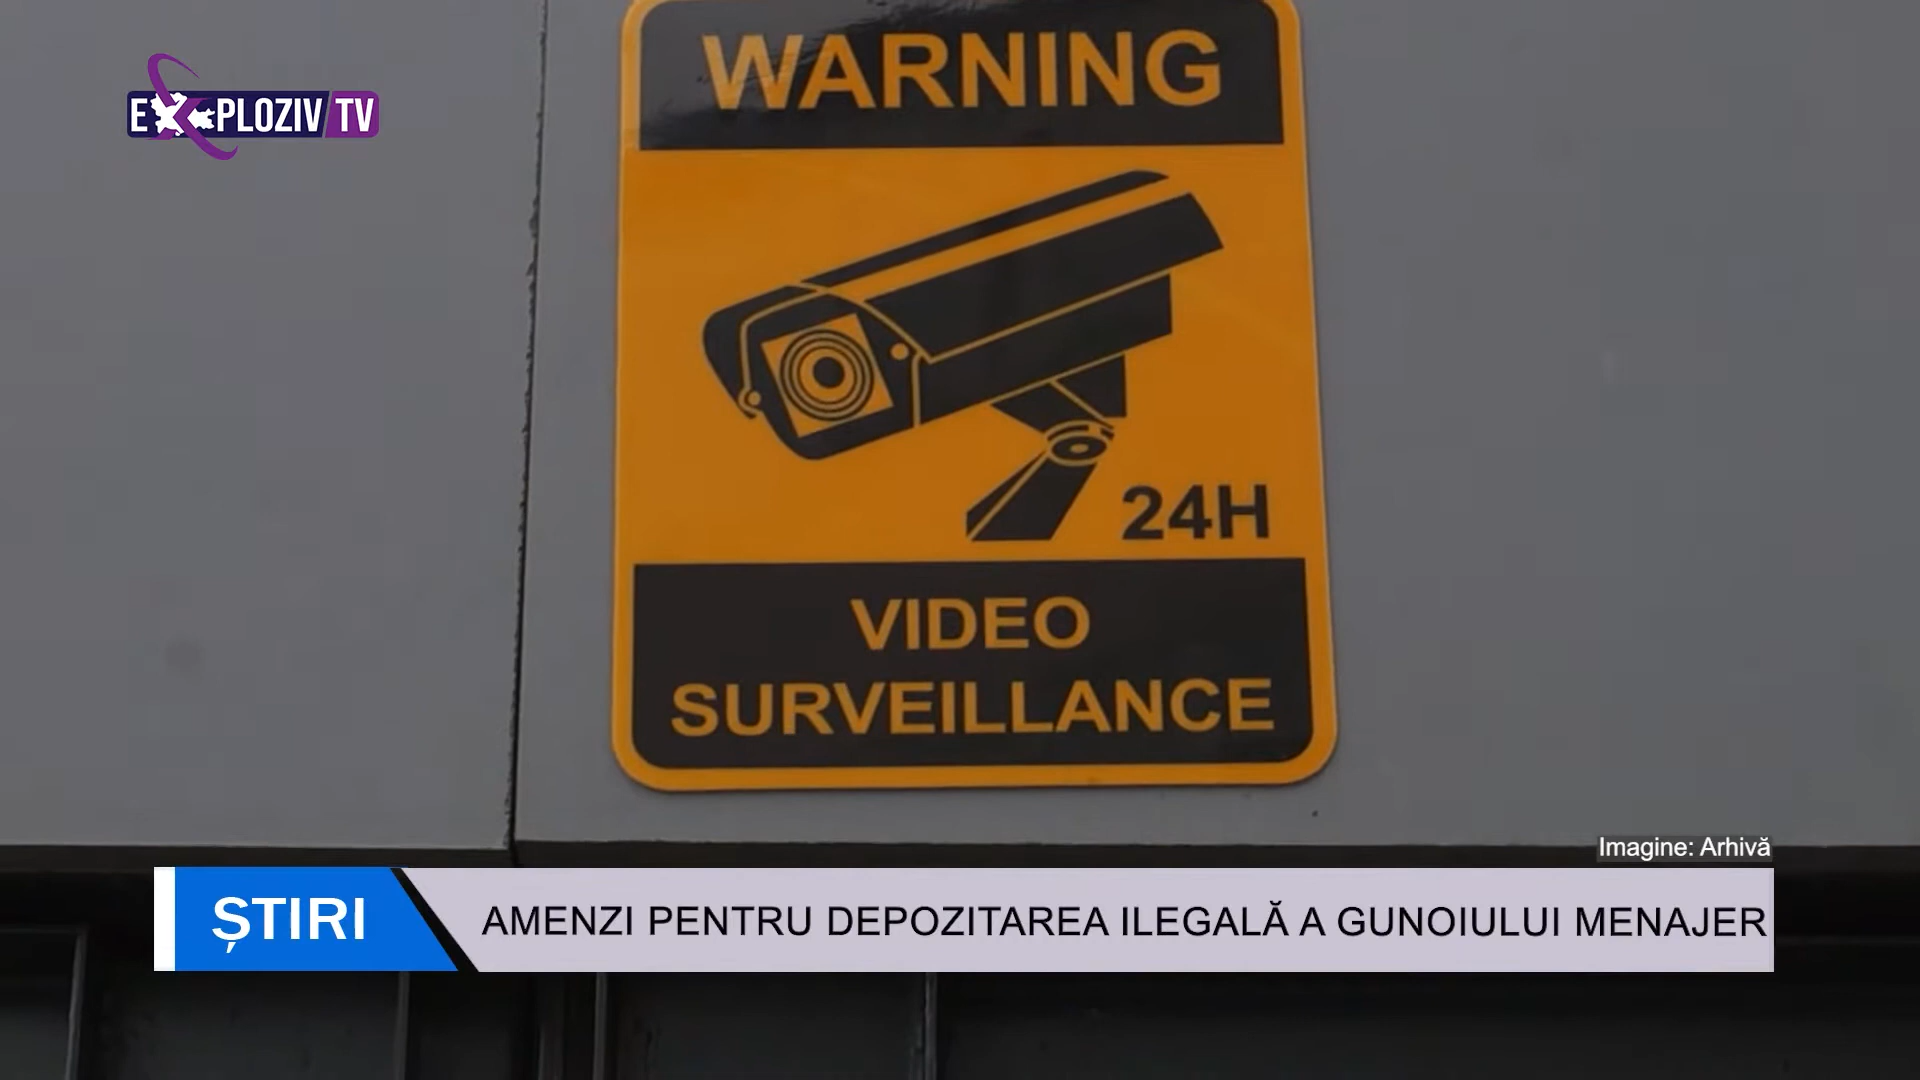 WARNING
EXPLOZIV TV
24H
VIDEO
SURVEILLANCE
Imagine: Arhivă
ȘTIRI
AMENZI PENTRU DEPOZITAREA ILEGALĂ A GUNOIULUI MENAJER